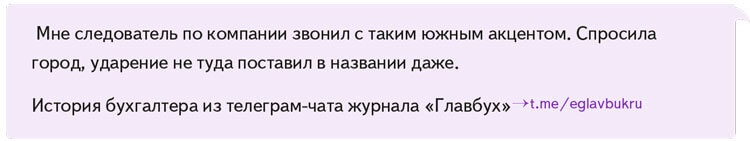 Мне следователь по компании звонил с таким южным акцентом. Спросила
город, ударение не туда поставил в названии даже.
История бухгалтера из телеграм-чата журнала «Главбух»→t.me/eglavbukru